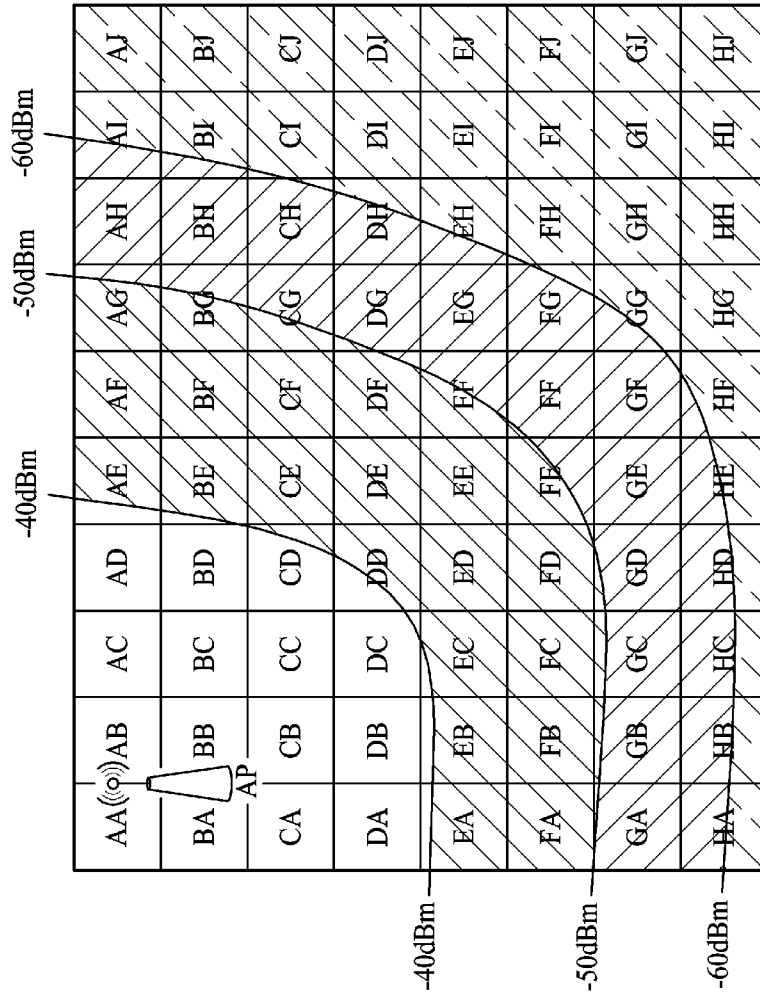 -40dBm -50dBm -60dBm
AA AB AC AD AE AF AG AH AI AJ
BA BB BC BD BE BF BG BH BI BJ
AP
CA CB CC CD CE CF CG CH CI CJ
DA DB DC DD DE DF DG DH DI DJ
-40dBm
EA EB EC ED EE EF EG EH EI EJ
FA FB FC FD FE FF FG FH FI FJ
-50dBm
GA GB GC GD GE GF GG GH GI GJ
HA HB HC HD HE HF HG HH HI HJ
-60dBm